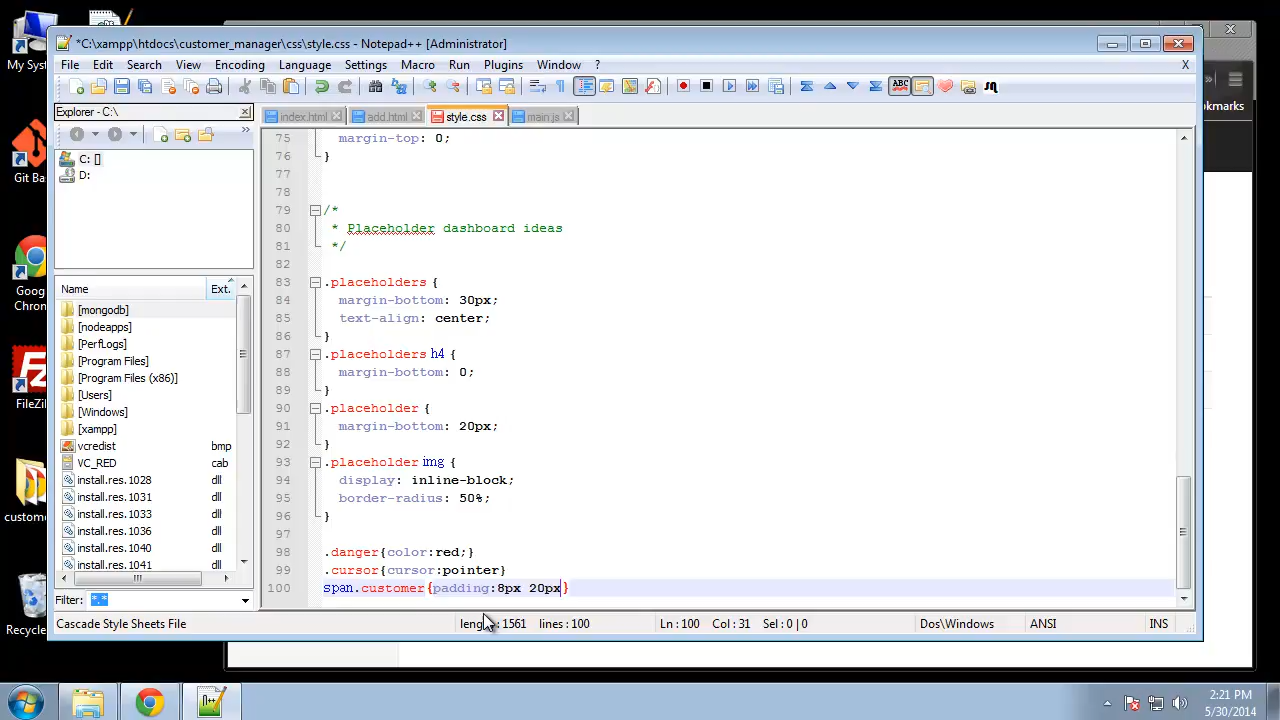 *C:\xampp\htdocs\customer_manager\css\style.css - Notepad++ [Administrator]
File Edit Search View Encoding Language Settings Macro Run Plugins Window ? X
Explorer - C:\
index.html add.html style.css main.js
C: []
D:
Name Ext.
[mongodb]
[nodeapps]
[PerfLogs]
[Program Files]
[Program Files (x86)]
[Users]
[Windows]
[xampp]
vcredist bmp
VC_RED cab
install.res.1028 dll
install.res.1031 dll
install.res.1033 dll
install.res.1036 dll
install.res.1040 dll
install.res.1041 dll
Filter: *.*
75 margin-top: 0;
76 }
77
78
79 /*
80 * Placeholder dashboard ideas
81 */
82
83 .placeholders {
84 margin-bottom: 30px;
85 text-align: center;
86 }
87 .placeholders h4 {
88 margin-bottom: 0;
89 }
90 .placeholder {
91 margin-bottom: 20px;
92 }
93 .placeholder img {
94 display: inline-block;
95 border-radius: 50%;
96 }
97
98 .danger{color:red;}
99 .cursor{cursor:pointer}
100 span.customer{padding:8px 20px}
Cascade Style Sheets File length : 1561 lines : 100 Ln : 100 Col : 31 Sel : 0 | 0 Dos\Windows ANSI INS
My Sys
Git Ba
Goog
Chron
FileZil
custome
Recycle
okmarks
2:21 PM
5/30/2014